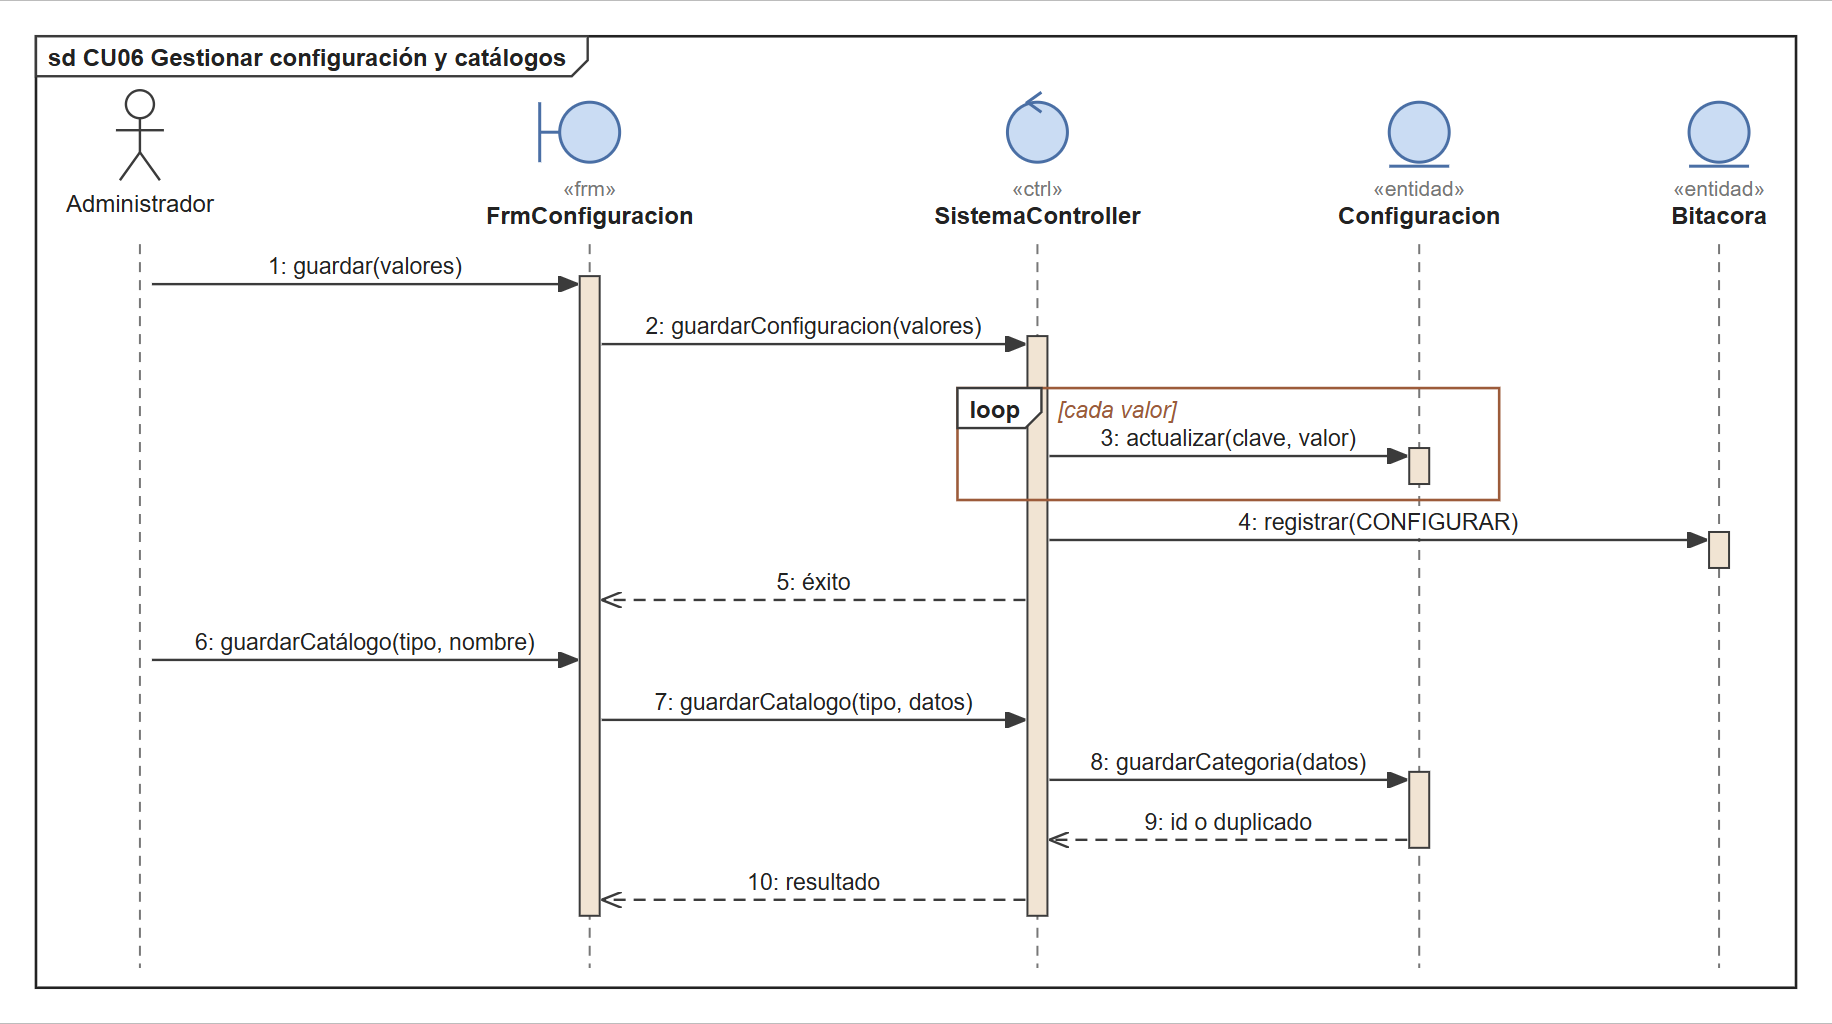 sd CU06 Gestionar configuración y catálogos
Administrador
«frm»
FrmConfiguracion
«ctrl»
SistemaController
«entidad»
Configuracion
«entidad»
Bitacora
1: guardar(valores)
2: guardarConfiguracion(valores)
loop
[cada valor]
3: actualizar(clave, valor)
4: registrar(CONFIGURAR)
5: éxito
6: guardarCatálogo(tipo, nombre)
7: guardarCatalogo(tipo, datos)
8: guardarCategoria(datos)
9: id o duplicado
10: resultado